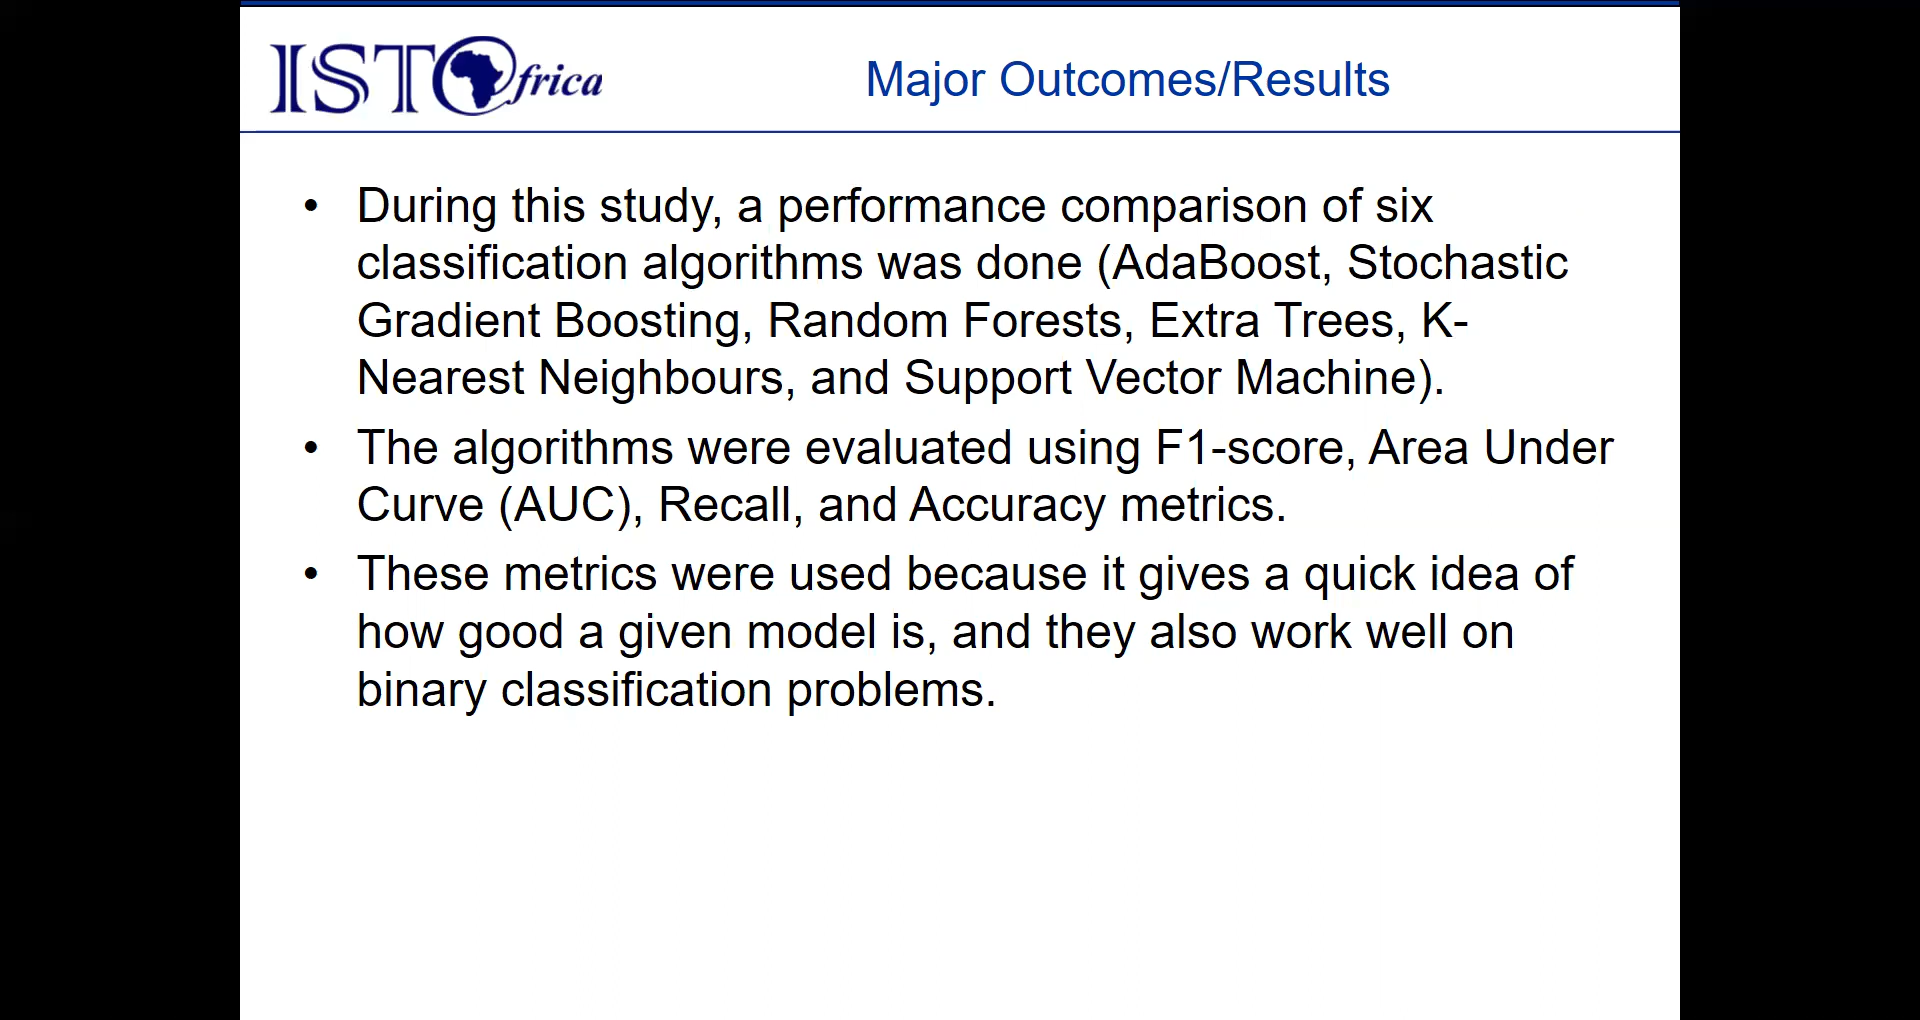 IST Africa
Major Outcomes/Results
• During this study, a performance comparison of six
classification algorithms was done (AdaBoost, Stochastic
Gradient Boosting, Random Forests, Extra Trees, K-
Nearest Neighbours, and Support Vector Machine).
• The algorithms were evaluated using F1-score, Area Under
Curve (AUC), Recall, and Accuracy metrics.
• These metrics were used because it gives a quick idea of
how good a given model is, and they also work well on
binary classification problems.